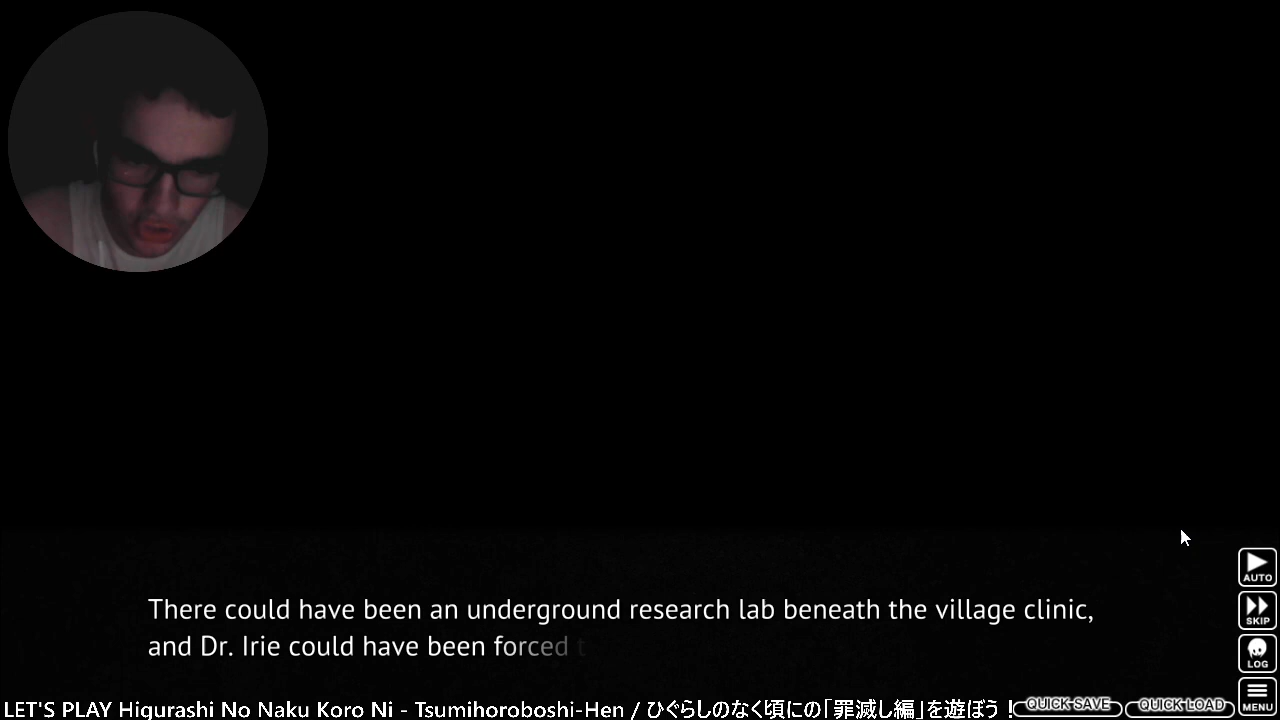 There could have been an underground research lab beneath the village clinic,
and Dr. Irie could have been forced t
AUTO
SKIP
LOG
MENU
LET'S PLAY Higurashi No Naku Koro Ni - Tsumihoroboshi-Hen / ひぐらしのなく頃にの「罪滅し編」を遊ぼう！
QUICK SAVE
QUICK LOAD